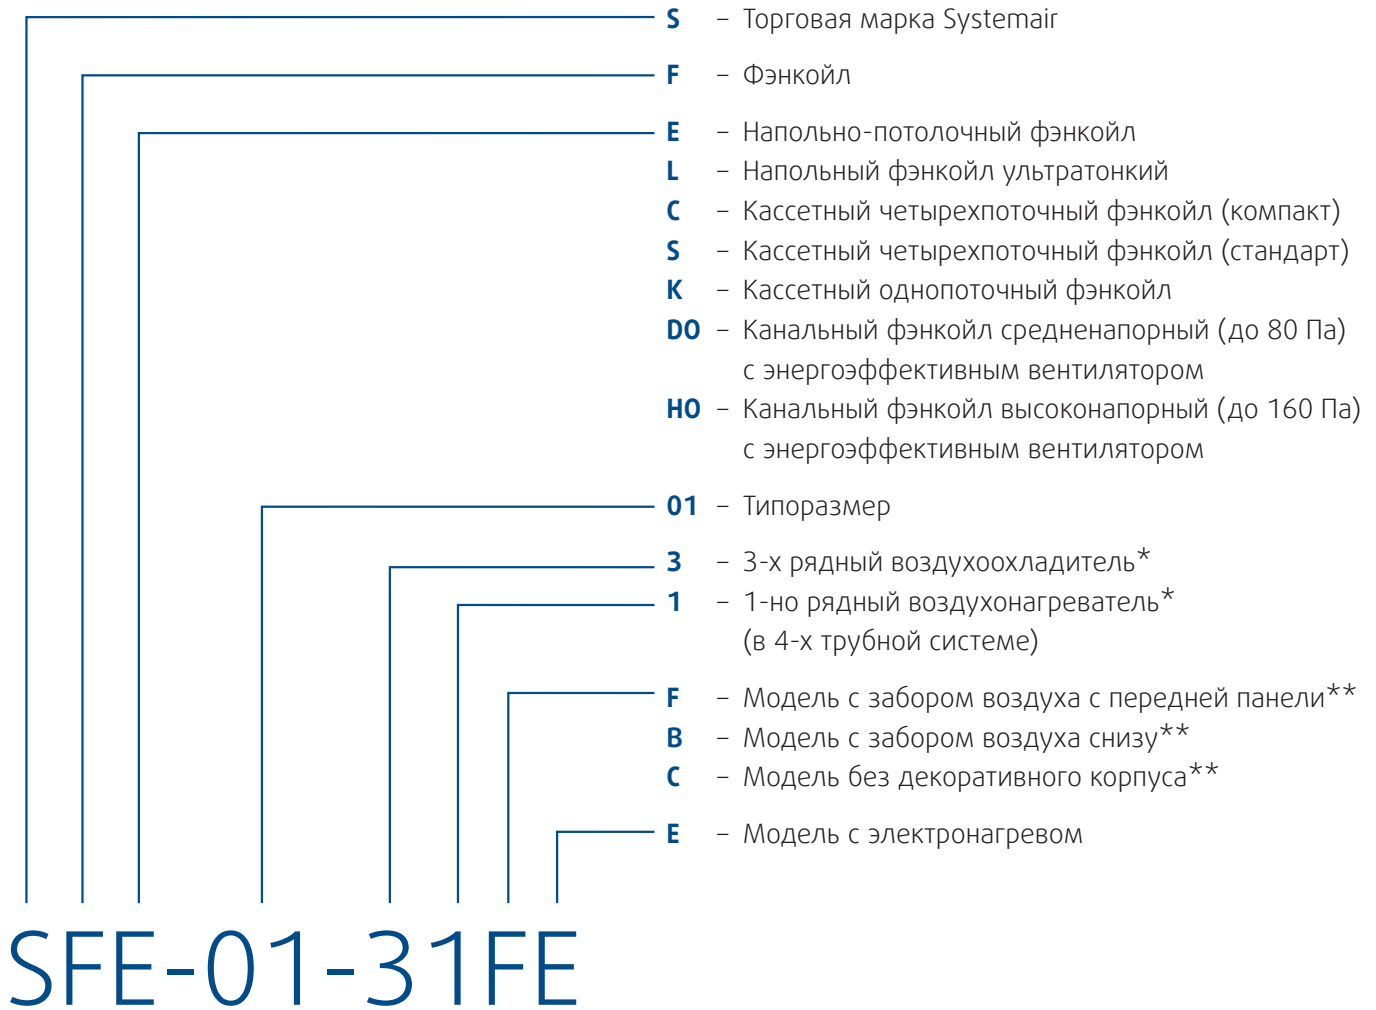 S – Торговая марка Systemair
F – Фэнкойл
E – Напольно-потолочный фэнкойл
L – Напольный фэнкойл ультратонкий
C – Кассетный четырехпоточный фэнкойл (компакт)
S – Кассетный четырехпоточный фэнкойл (стандарт)
K – Кассетный однопоточный фэнкойл
DO – Канальный фэнкойл средненапорный (до 80 Па)
с энергоэффективным вентилятором
HO – Канальный фэнкойл высоконапорный (до 160 Па)
с энергоэффективным вентилятором
01 – Типоразмер
3 – 3-х рядный воздухоохладитель*
1 – 1-но рядный воздухонагреватель*
(в 4-х трубной системе)
F – Модель с забором воздуха с передней панели**
B – Модель с забором воздуха снизу**
C – Модель без декоративного корпуса**
E – Модель с электронагревом
SFE-01-31FE